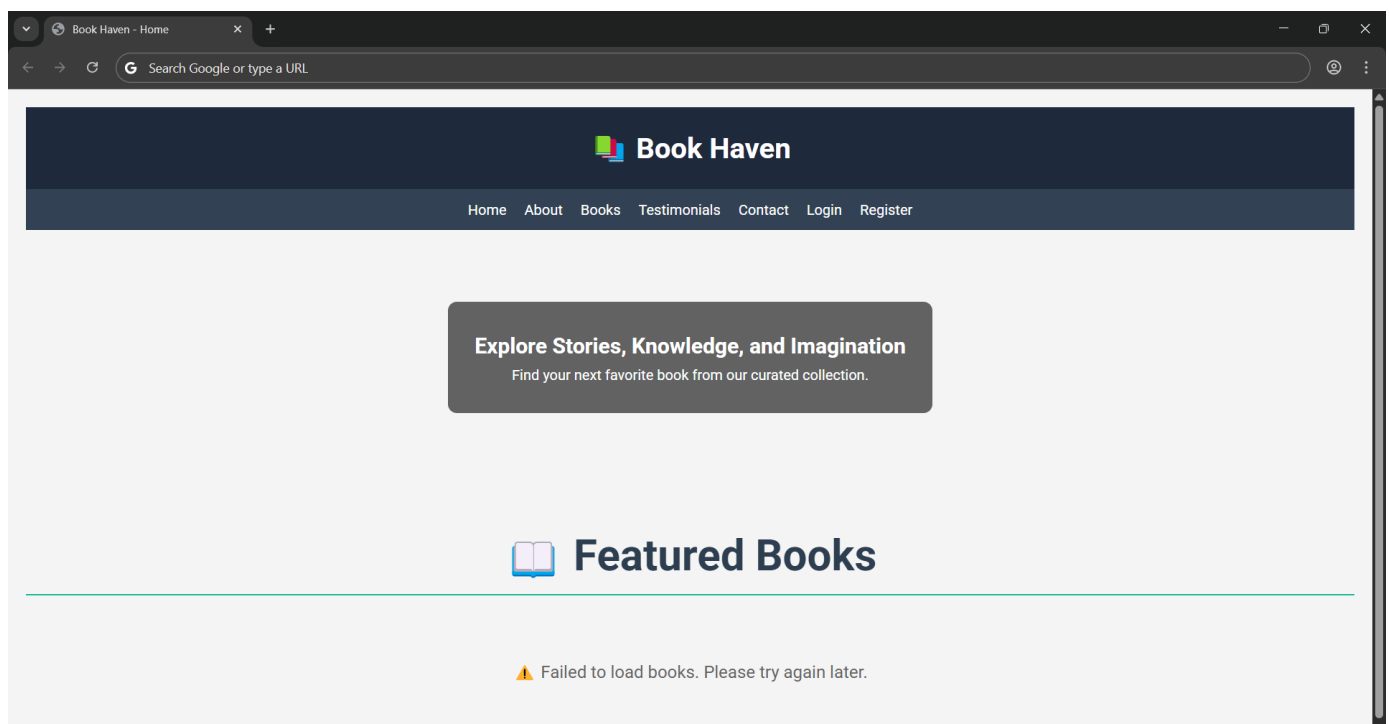 Book Haven - Home
Search Google or type a URL
Book Haven
Home About Books Testimonials Contact Login Register
Explore Stories, Knowledge, and Imagination
Find your next favorite book from our curated collection.
Featured Books
Failed to load books. Please try again later.